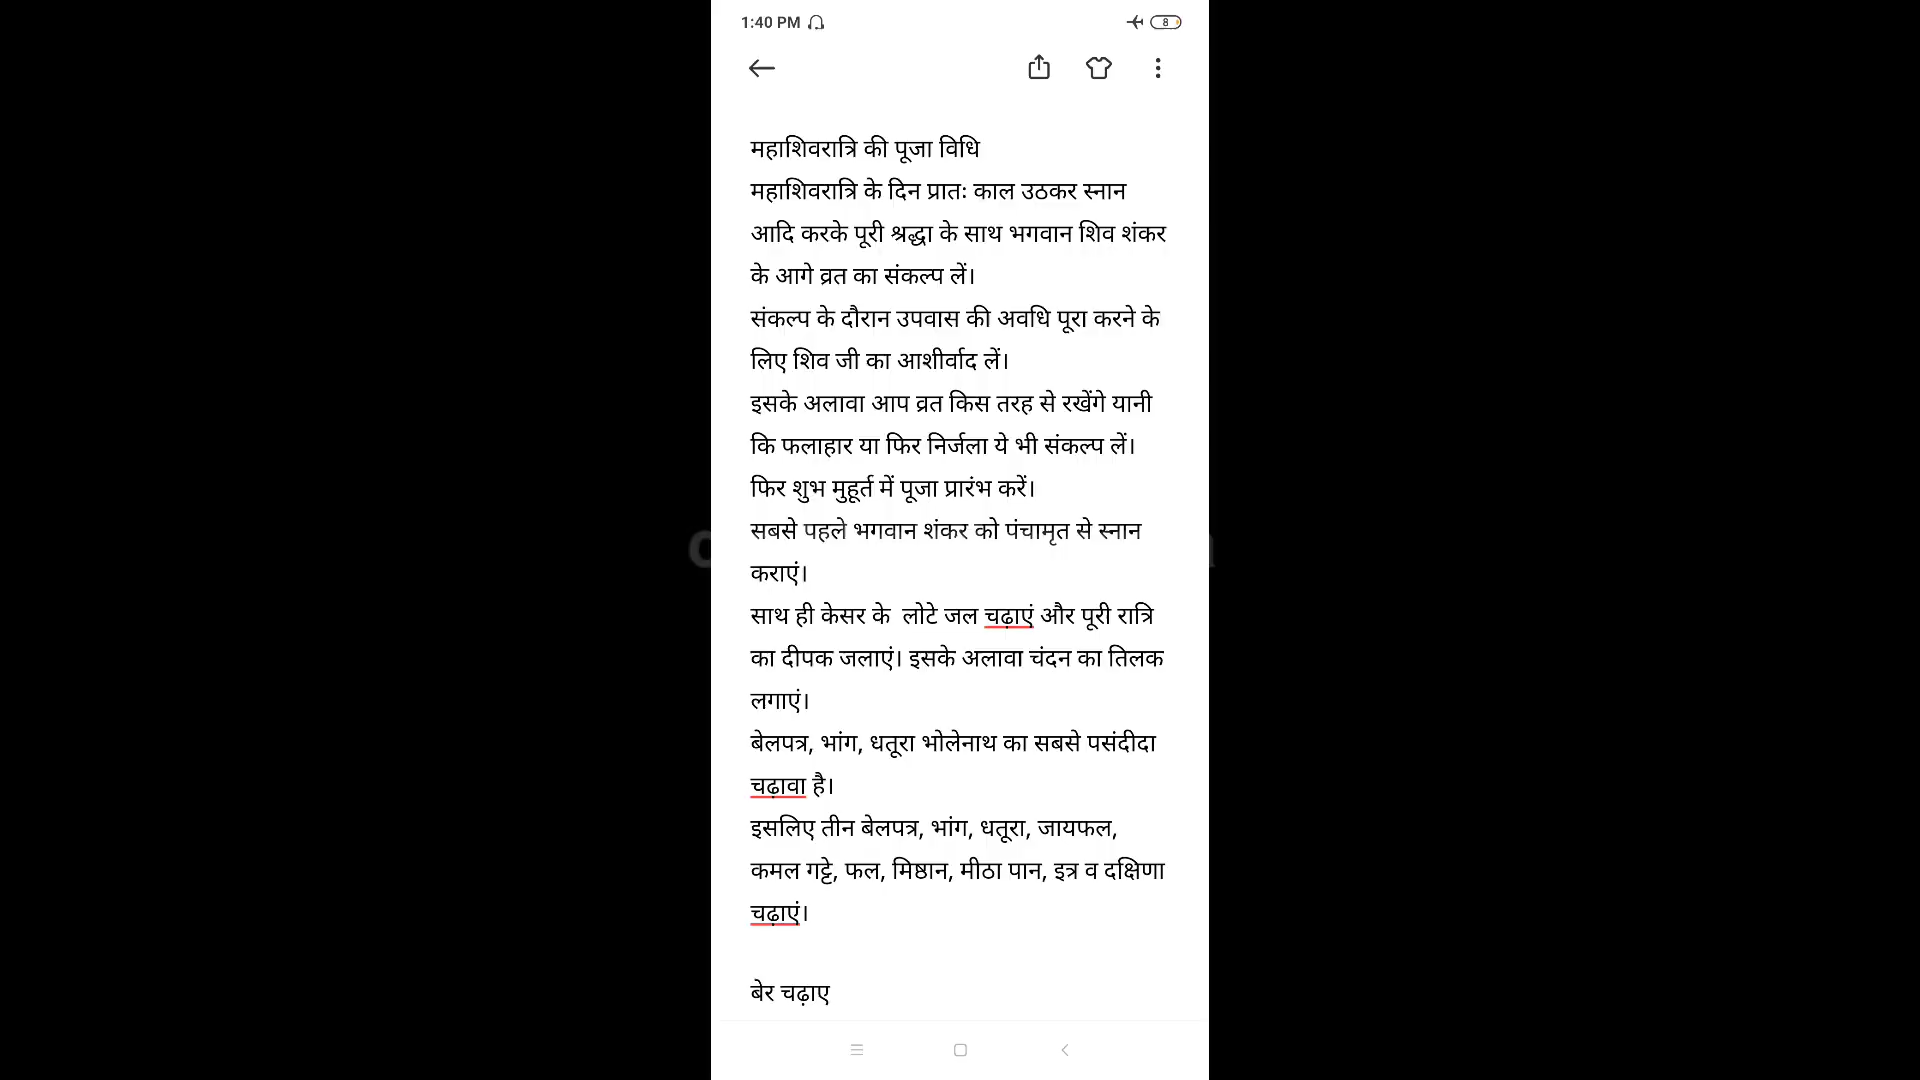 1:40 PM
8
महाशिवरात्रि की पूजा विधि
महाशिवरात्रि के दिन प्रातः काल उठकर स्नान
आदि करके पूरी श्रद्धा के साथ भगवान शिव शंकर
के आगे व्रत का संकल्प लें।
संकल्प के दौरान उपवास की अवधि पूरा करने के
लिए शिव जी का आशीर्वाद लें।
इसके अलावा आप व्रत किस तरह से रखेंगे यानी
कि फलाहार या फिर निर्जला ये भी संकल्प लें।
फिर शुभ मुहूर्त में पूजा प्रारंभ करें।
सबसे पहले भगवान शंकर को पंचामृत से स्नान
कराएं।
साथ ही केसर के  लोटे जल चढ़ाएं और पूरी रात्रि
का दीपक जलाएं। इसके अलावा चंदन का तिलक
लगाएं।
बेलपत्र, भांग, धतूरा भोलेनाथ का सबसे पसंदीदा
चढ़ावा है।
इसलिए तीन बेलपत्र, भांग, धतूरा, जायफल,
कमल गट्टे, फल, मिष्ठान, मीठा पान, इत्र व दक्षिणा
चढ़ाएं।
बेर चढ़ाए